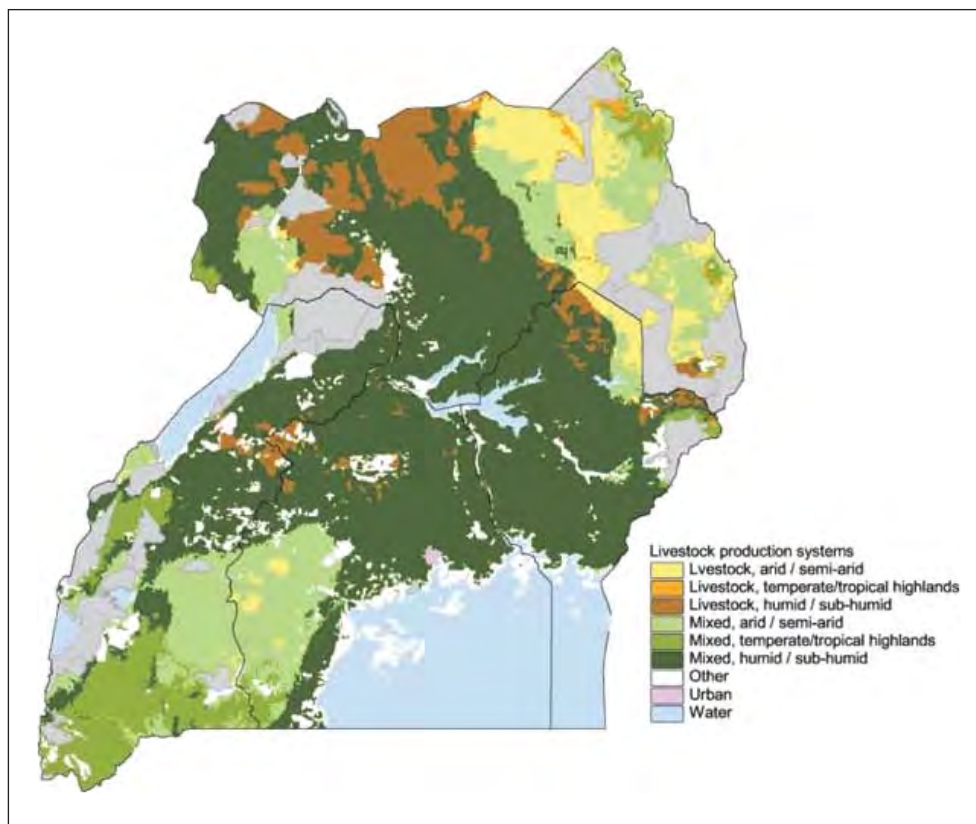 Livestock production systems
Lvestock, arid / semi-arid
Livestock, temperate/tropical highlands
Livestock, humid / sub-humid
Mixed, arid / semi-arid
Mixed, temperate/tropical highlands
Mixed, humid / sub-humid
Other
Urban
Water